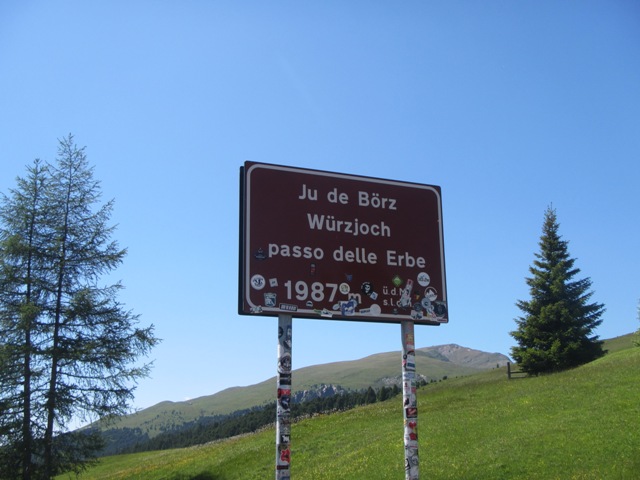 Ju de Börz
Würzjoch
passo delle Erbe
1987 m ü.d.M.
s.l.m.